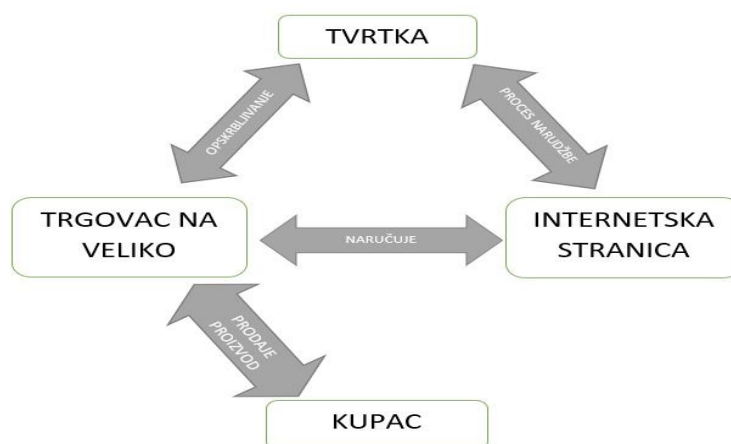 TVRTKA
OPSKRBLJIVANJE
PROCES NARUDŽBE
TRGOVAC NA
VELIKO
NARUČUJE
INTERNETSKA
STRANICA
PRODAJE
PROIZVOD
KUPAC